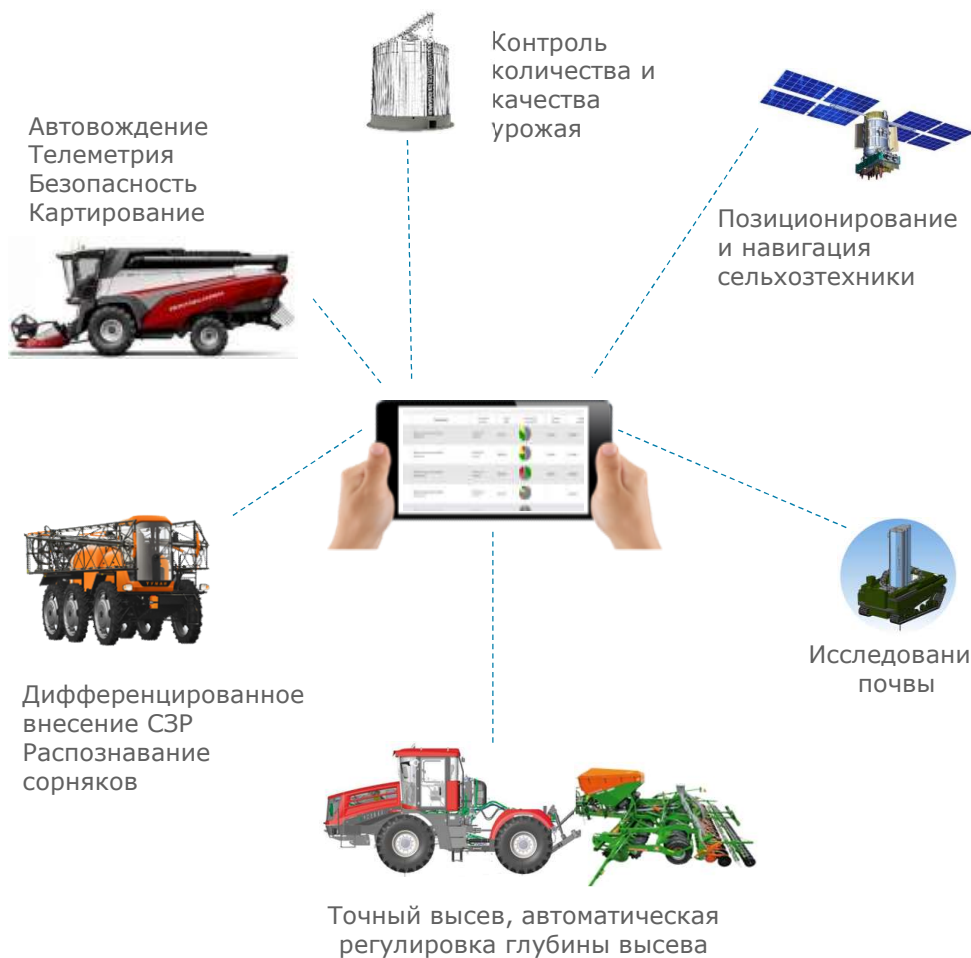 Контроль
количества и
качества
урожая
Автовождение
Телеметрия
Безопасность
Картирование
Позиционирование
и навигация
сельхозтехники
Исследовани
почвы
Дифференцированное
внесение СЗР
Распознавание
сорняков
Точный высев, автоматическая
регулировка глубины высева